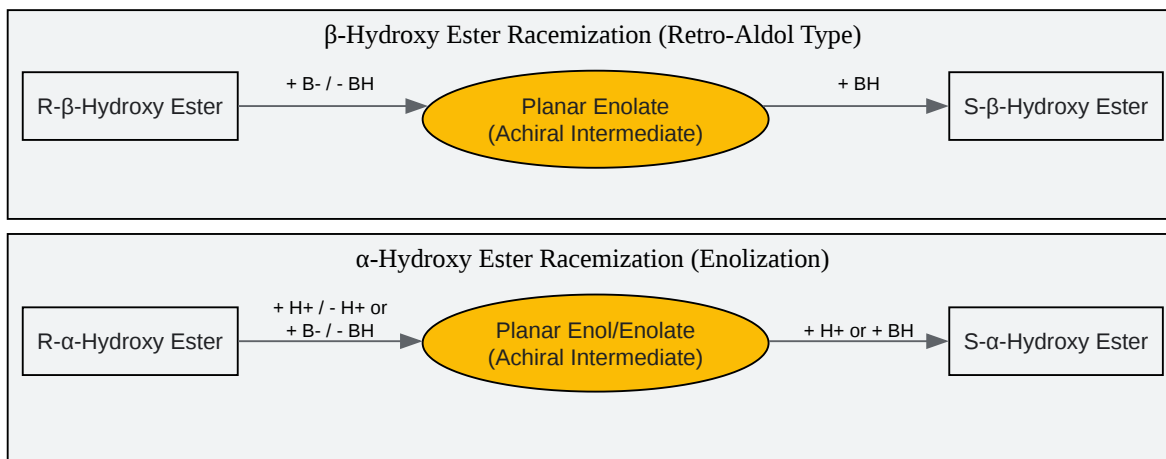 β-Hydroxy Ester Racemization (Retro-Aldol Type)
R-β-Hydroxy Ester
+ B- / - BH
Planar Enolate
(Achiral Intermediate)
+ BH
S-β-Hydroxy Ester
α-Hydroxy Ester Racemization (Enolization)
R-α-Hydroxy Ester
+ H+ / - H+ or
+ B- / - BH
Planar Enol/Enolate
(Achiral Intermediate)
+ H+ or + BH
S-α-Hydroxy Ester